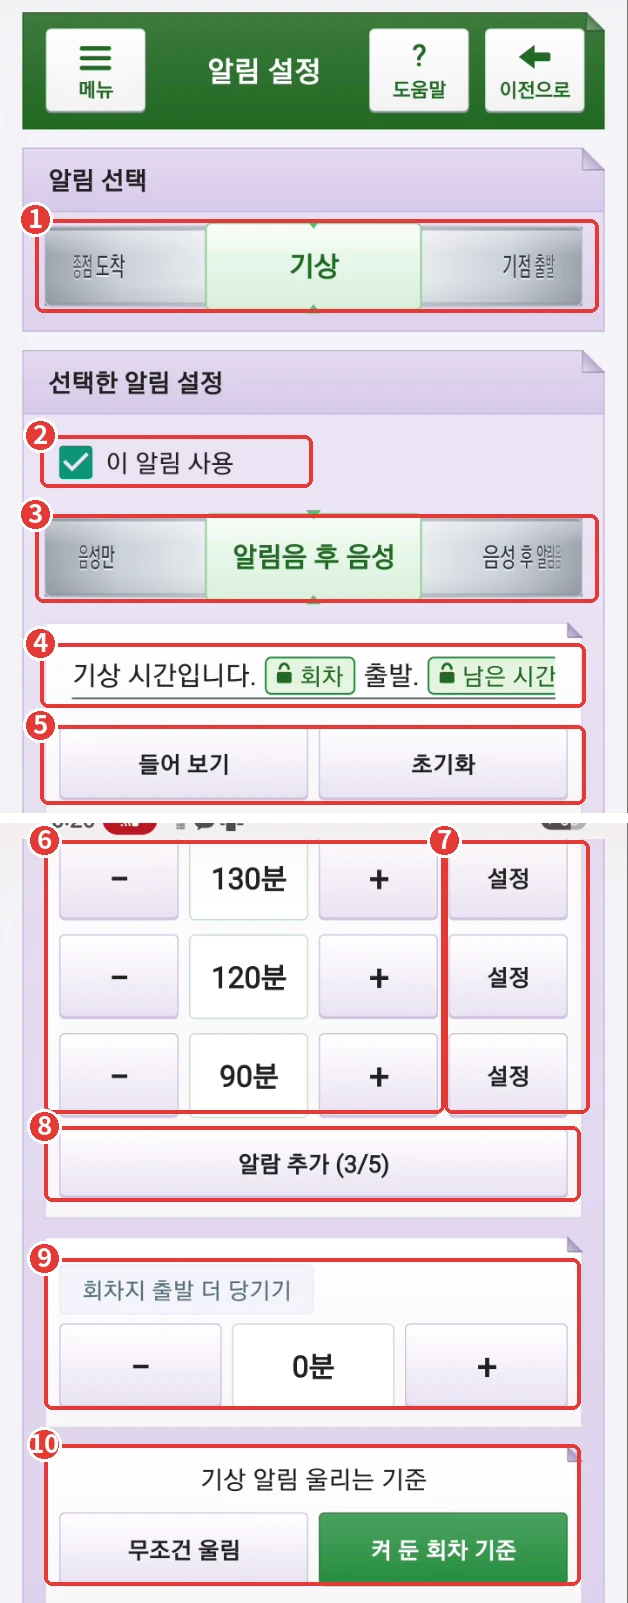 메뉴 알림 설정 ? 도움말 이전으로
알림 선택
1
종점 도착 기상 기점 출발
선택한 알림 설정
2
이 알림 사용
3
음성만 알림음 후 음성 음성 후 알림음
4
기상 시간입니다. 회차 출발. 남은 시간
5
들어 보기 초기화
6 7
- 130분 + 설정
- 120분 + 설정
- 90분 + 설정
8
알람 추가 (3/5)
9
회차지 출발 더 당기기
- 0분 +
10
기상 알림 울리는 기준
무조건 울림 켜 둔 회차 기준